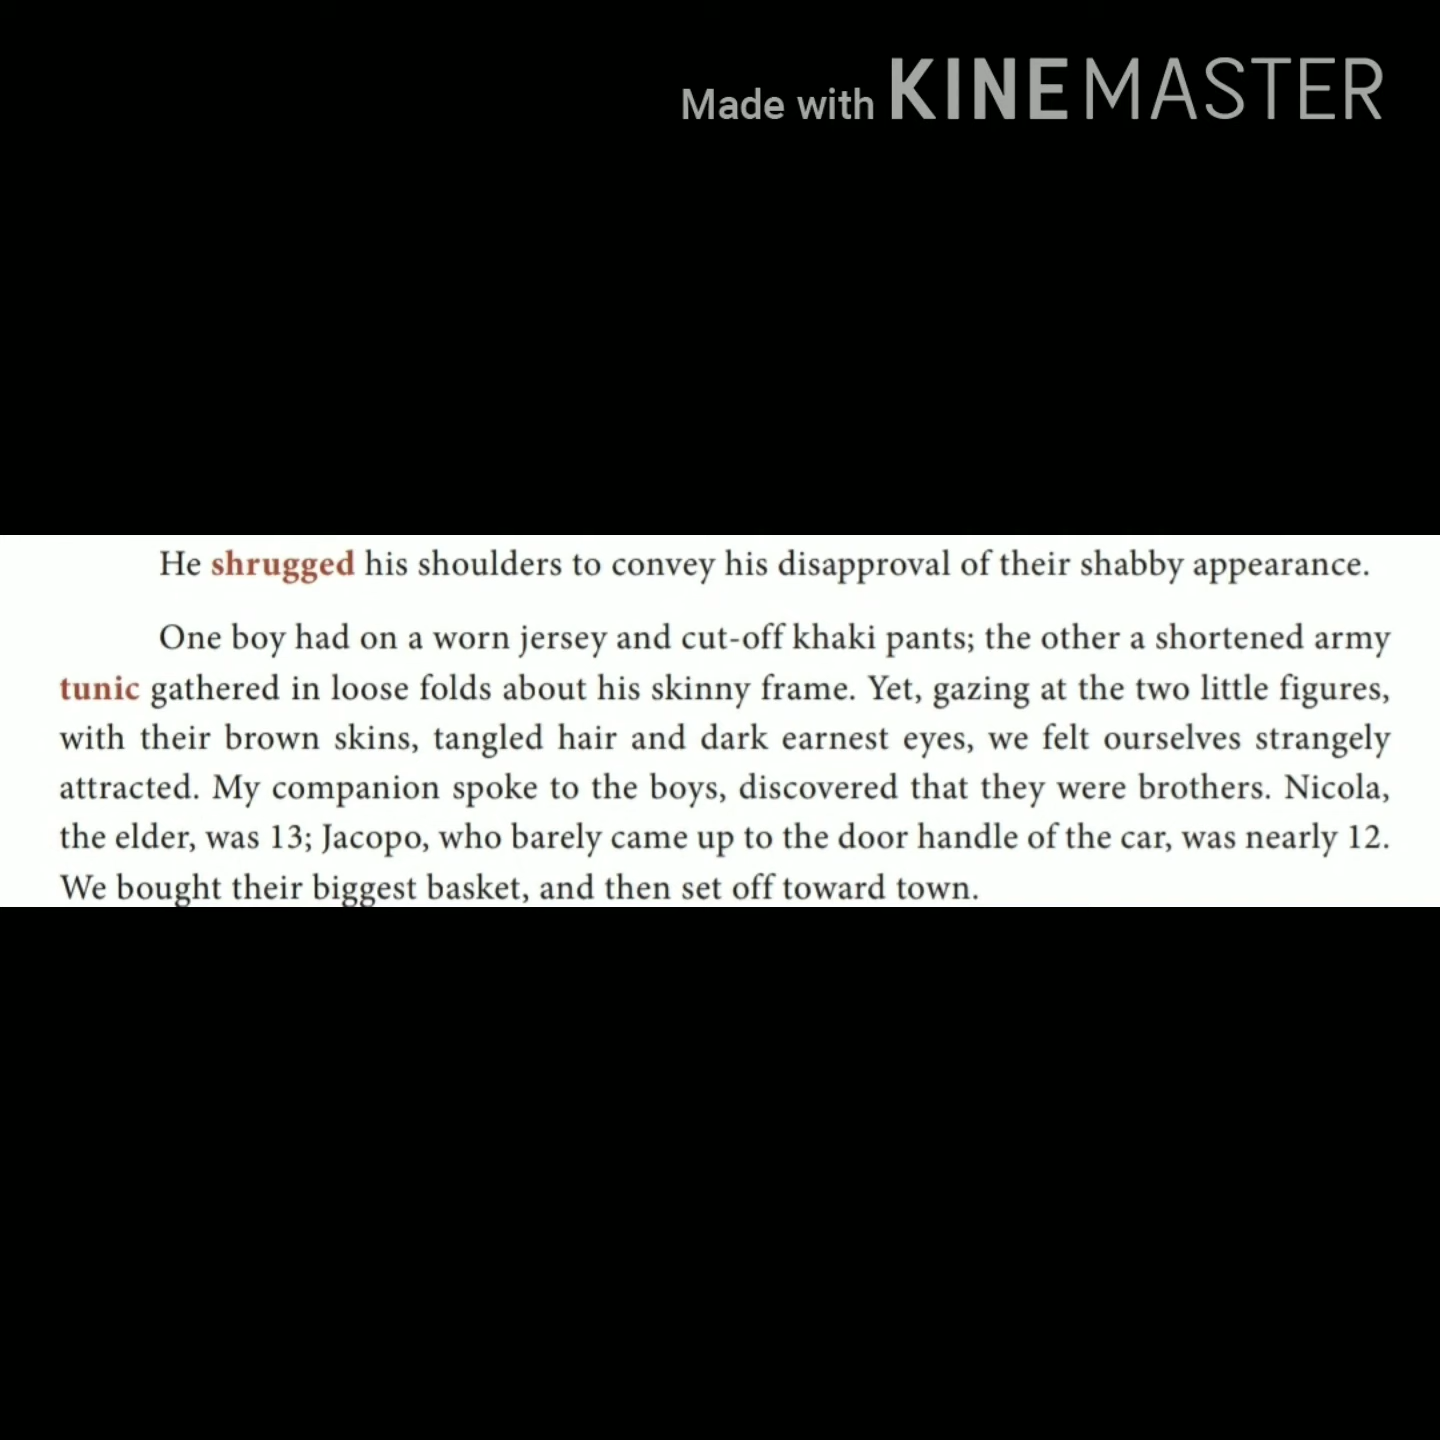 Made with KINEMASTER
He shrugged his shoulders to convey his disapproval of their shabby appearance.
One boy had on a worn jersey and cut-off khaki pants; the other a shortened army
tunic gathered in loose folds about his skinny frame. Yet, gazing at the two little figures,
with their brown skins, tangled hair and dark earnest eyes, we felt ourselves strangely
attracted. My companion spoke to the boys, discovered that they were brothers. Nicola,
the elder, was 13; Jacopo, who barely came up to the door handle of the car, was nearly 12.
We bought their biggest basket, and then set off toward town.